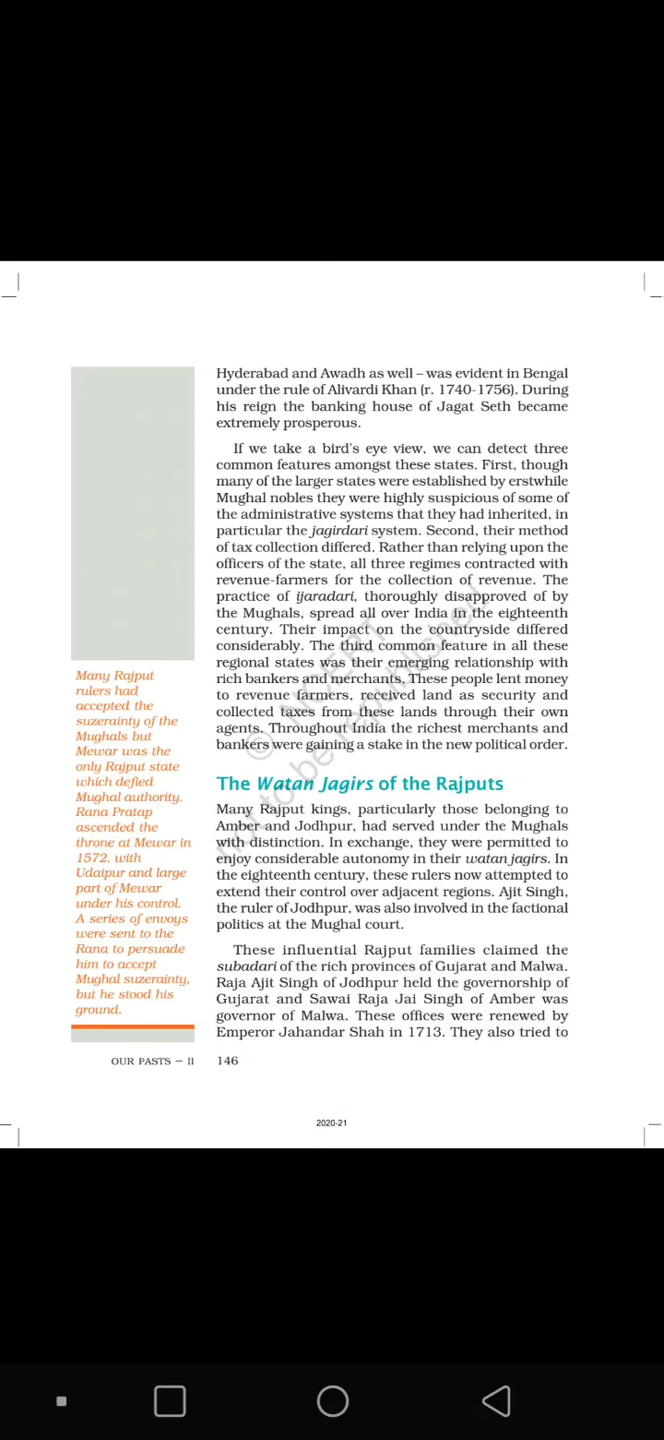 Hyderabad and Awadh as well – was evident in Bengal
under the rule of Alivardi Khan (r. 1740-1756). During
his reign the banking house of Jagat Seth became
extremely prosperous.
If we take a bird's eye view, we can detect three
common features amongst these states. First, though
many of the larger states were established by erstwhile
Mughal nobles they were highly suspicious of some of
the administrative systems that they had inherited, in
particular the jagirdari system. Second, their method
of tax collection differed. Rather than relying upon the
officers of the state, all three regimes contracted with
revenue-farmers for the collection of revenue. The
practice of ijaradari, thoroughly disapproved of by
the Mughals, spread all over India in the eighteenth
century. Their impact on the countryside differed
considerably. The third common feature in all these
regional states was their emerging relationship with
rich bankers and merchants. These people lent money
to revenue farmers, received land as security and
collected taxes from these lands through their own
agents. Throughout India the richest merchants and
bankers were gaining a stake in the new political order.
The Watan Jagirs of the Rajputs
Many Rajput kings, particularly those belonging to
Amber and Jodhpur, had served under the Mughals
with distinction. In exchange, they were permitted to
enjoy considerable autonomy in their watan jagirs. In
the eighteenth century, these rulers now attempted to
extend their control over adjacent regions. Ajit Singh,
the ruler of Jodhpur, was also involved in the factional
politics at the Mughal court.
These influential Rajput families claimed the
subadari of the rich provinces of Gujarat and Malwa.
Raja Ajit Singh of Jodhpur held the governorship of
Gujarat and Sawai Raja Jai Singh of Amber was
governor of Malwa. These offices were renewed by
Emperor Jahandar Shah in 1713. They also tried to
Many Rajput
rulers had
accepted the
suzerainty of the
Mughals but
Mewar was the
only Rajput state
which defied
Mughal authority.
Rana Pratap
ascended the
throne at Mewar in
1572, with
Udaipur and large
part of Mewar
under his control.
A series of envoys
were sent to the
Rana to persuade
him to accept
Mughal suzerainty,
but he stood his
ground.
© NCERT
not to be republished
OUR PASTS – II 146
2020-21